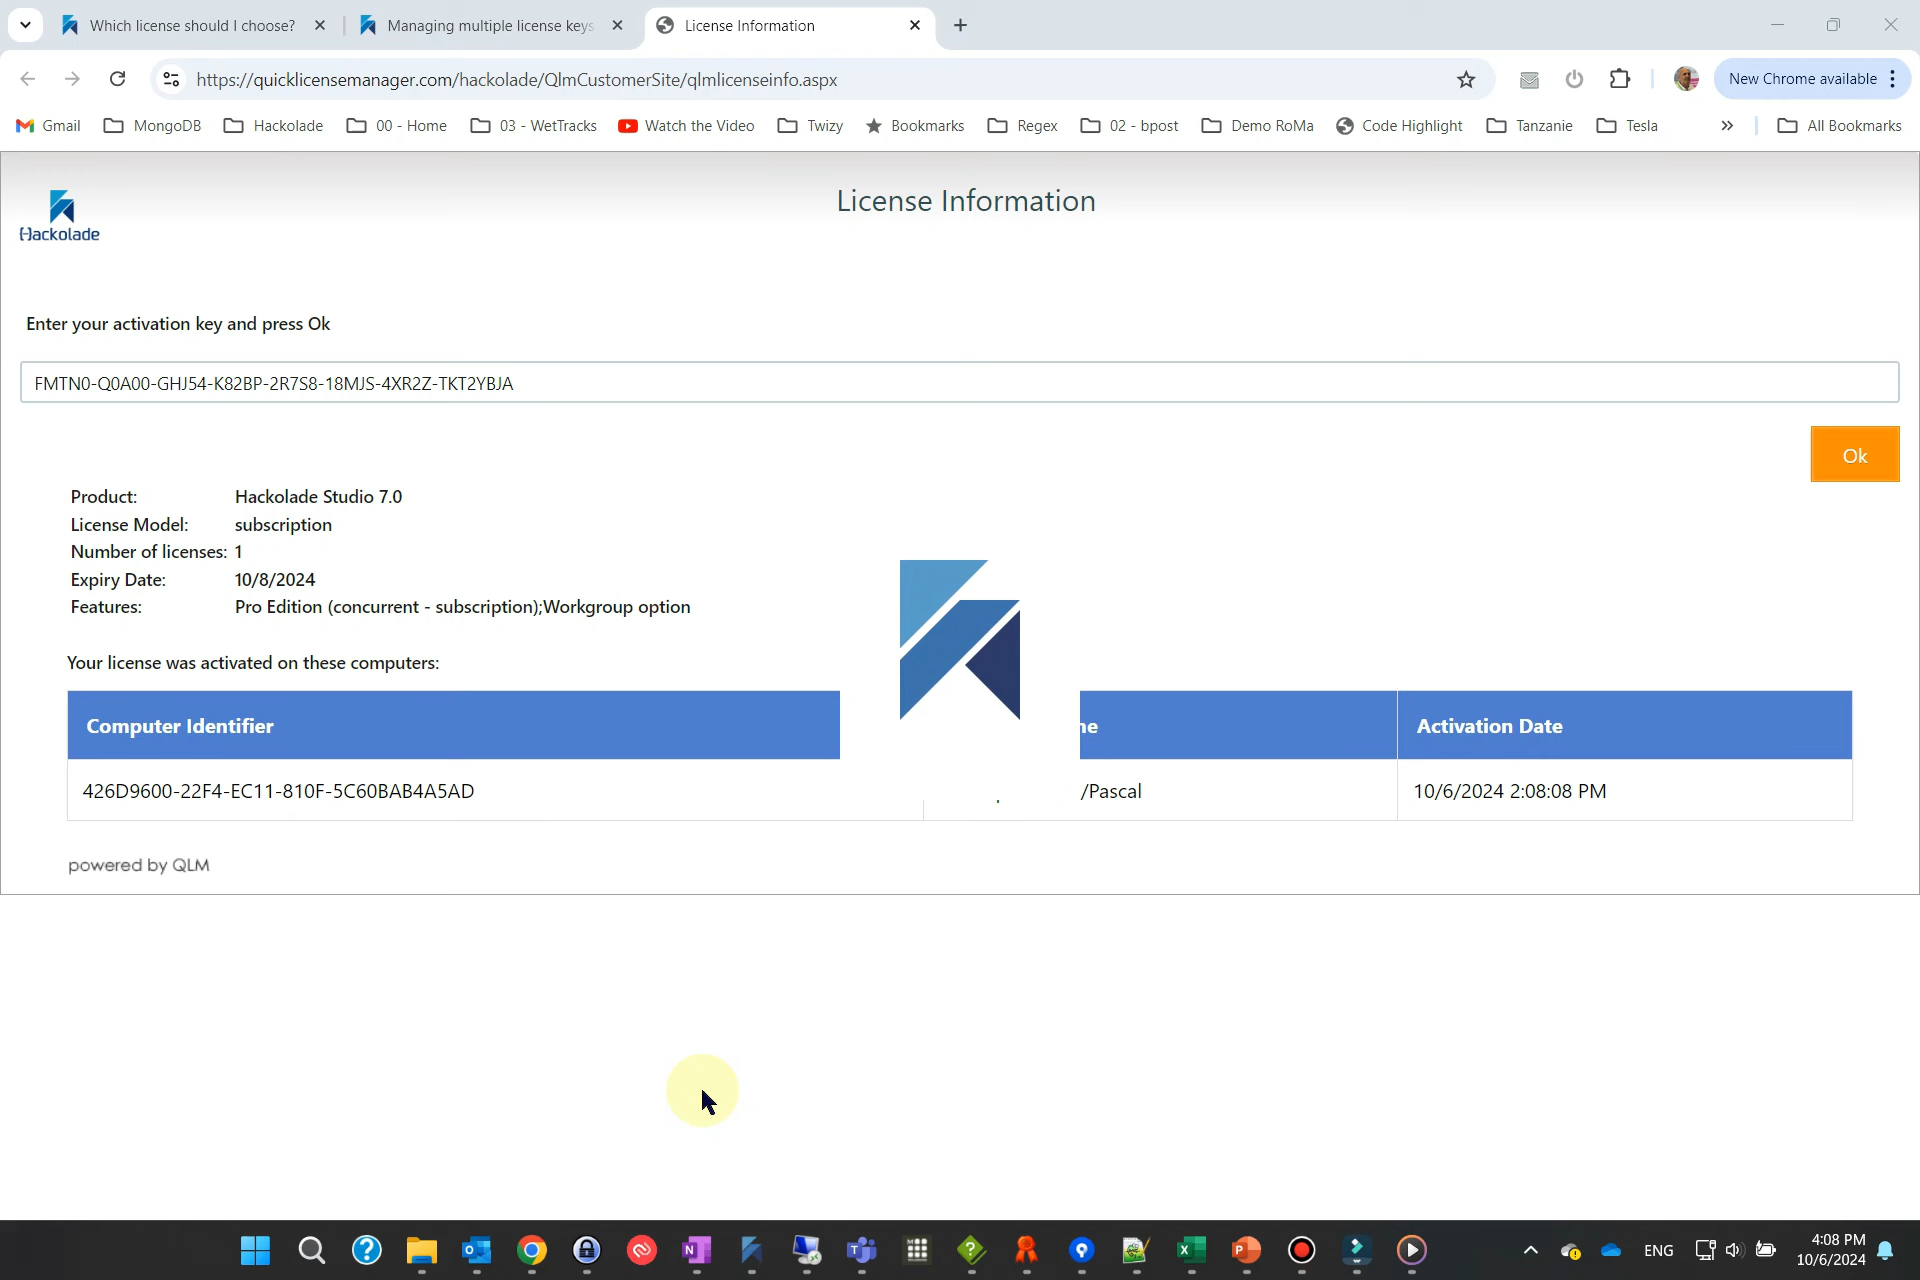 Which license should I choose?
Managing multiple license keys
License Information
https://quicklicensemanager.com/hackolade/QlmCustomerSite/qlmlicenseinfo.aspx
New Chrome available
Gmail
MongoDB
Hackolade
00 - Home
03 - WetTracks
Watch the Video
Twizy
Bookmarks
Regex
02 - bpost
Demo RoMa
Code Highlight
Tanzanie
Tesla
All Bookmarks
Hackolade
License Information
Enter your activation key and press Ok
FMTN0-Q0A00-GHJ54-K82BP-2R7S8-18MJS-4XR2Z-TKT2YBJA
Ok
Product: Hackolade Studio 7.0
License Model: subscription
Number of licenses: 1
Expiry Date: 10/8/2024
Features: Pro Edition (concurrent - subscription);Workgroup option
Your license was activated on these computers:
Computer Identifier
Activation Date
426D9600-22F4-EC11-810F-5C60BAB4A5AD
/Pascal
10/6/2024 2:08:08 PM
powered by QLM
ENG
4:08 PM
10/6/2024